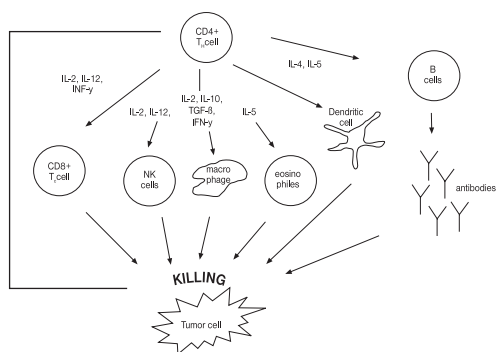 CD4+
THcell
IL-2, IL-12,
INF-y
IL-2, IL-12,
IL-2, IL-10,
TGF-ß,
IFN-y
IL-5
IL-4, IL-5
B
cells
Dendritic
cell
CD8+
Tccell
NK
cells
macro
phage
eosino
philes
antibodies
KILLING
Tumor cell